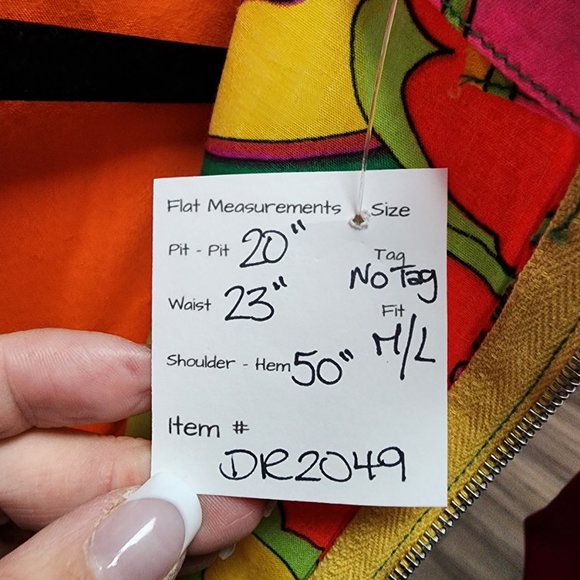 Flat Measurements Size
Pit - Pit 20"
Tag
No Tag
Waist 23"
Fit
M/L
Shoulder - Hem 50"
Item #
DR2049